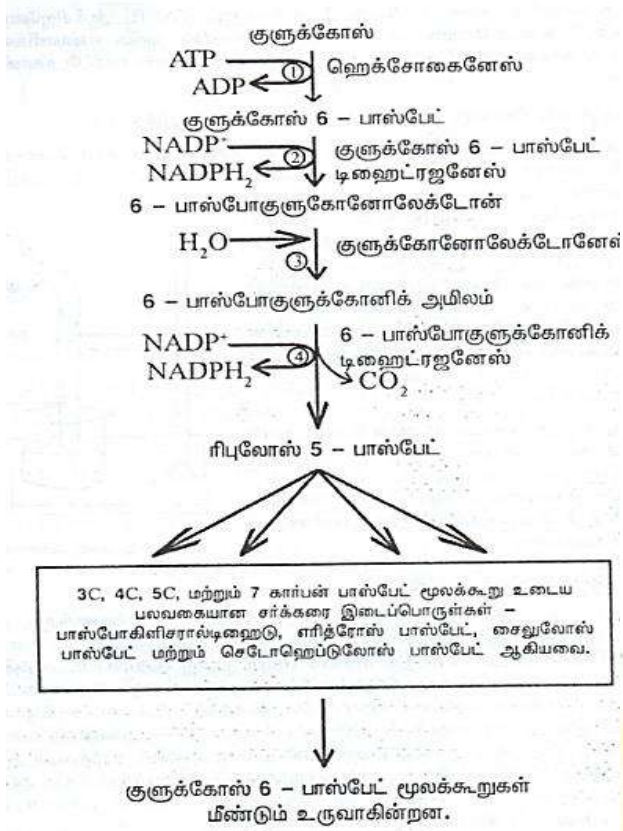 குளுக்கோஸ்
ATP
ADP
①
ஹெக்சோகைனேஸ்
குளுக்கோஸ் 6 – பாஸ்பேட்
NADP⁺
NADPH₂
②
குளுக்கோஸ் 6 – பாஸ்பேட்
டிஹைட்ரஜனேஸ்
6 – பாஸ்போகுளுகோனோலேக்டோன்
H₂O
③
குளுக்கோனோலேக்டோனேஸ்
6 – பாஸ்போகுளுக்கோனிக் அமிலம்
NADP⁺
NADPH₂
④
6 – பாஸ்போகுளுக்கோனிக்
டிஹைட்ரஜனேஸ்
CO₂
ரிபுலோஸ் 5 – பாஸ்பேட்
3C, 4C, 5C, மற்றும் 7 கார்பன் பாஸ்பேட் மூலக்கூறு உடைய
பலவகையான சர்க்கரை இடைப்பொருள்கள் –
பாஸ்போகிளிசரால்டிஹைடு, எரித்ரோஸ் பாஸ்பேட், சைலுலோஸ்
பாஸ்பேட் மற்றும் செடோஹெப்டுலோஸ் பாஸ்பேட் ஆகியவை.
குளுக்கோஸ் 6 – பாஸ்பேட் மூலக்கூறுகள்
மீண்டும் உருவாகின்றன.